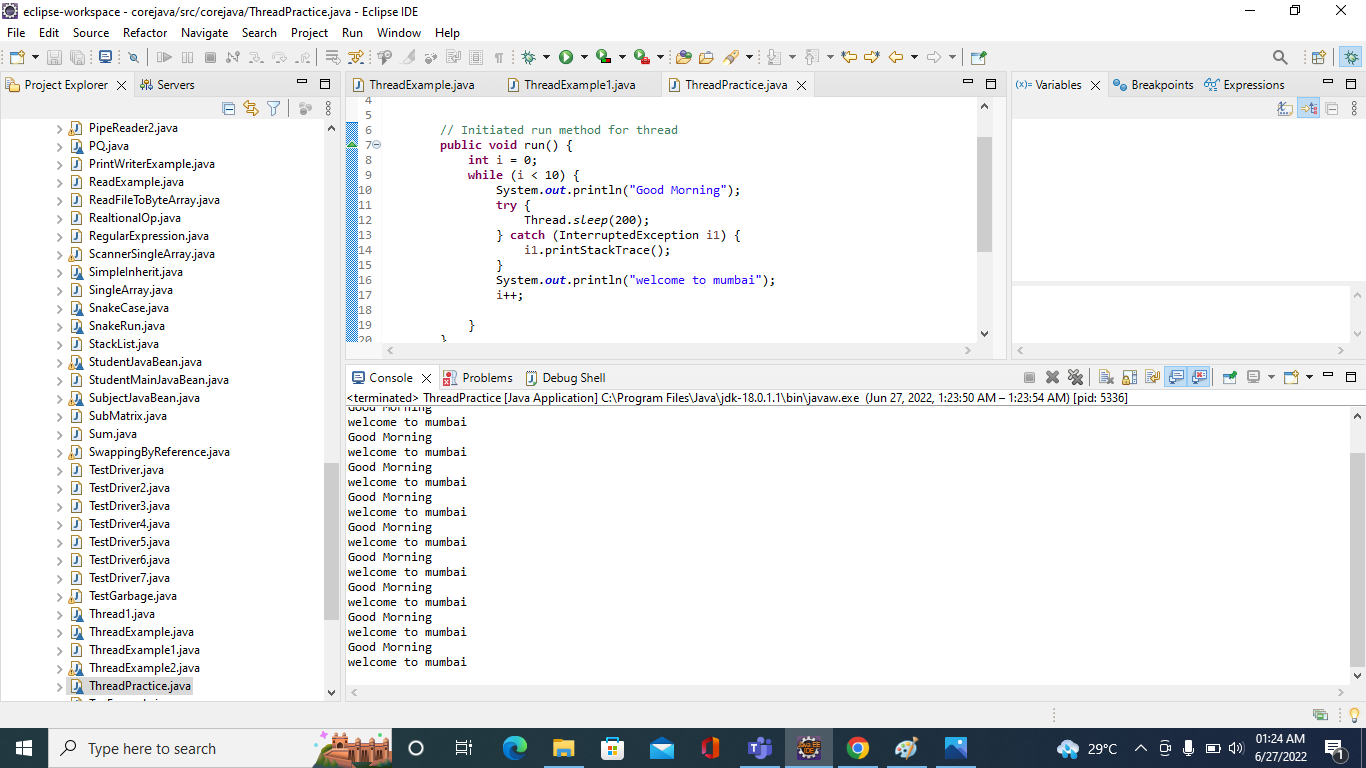 eclipse-workspace - corejava/src/corejava/ThreadPractice.java - Eclipse IDE
File Edit Source Refactor Navigate Search Project Run Window Help
Project Explorer
Servers
PipeReader2.java
PQ.java
PrintWriterExample.java
ReadExample.java
ReadFileToByteArray.java
RealtionalOp.java
RegularExpression.java
ScannerSingleArray.java
SimpleInherit.java
SingleArray.java
SnakeCase.java
SnakeRun.java
StackList.java
StudentJavaBean.java
StudentMainJavaBean.java
SubjectJavaBean.java
SubMatrix.java
Sum.java
SwappingByReference.java
TestDriver.java
TestDriver2.java
TestDriver3.java
TestDriver4.java
TestDriver5.java
TestDriver6.java
TestDriver7.java
TestGarbage.java
Thread1.java
ThreadExample.java
ThreadExample1.java
ThreadExample2.java
ThreadPractice.java
ThreadExample.java ThreadExample1.java ThreadPractice.java
4
5
6 // Initiated run method for thread
7 public void run() {
8 int i = 0;
9 while (i < 10) {
10 System.out.println("Good Morning");
11 try {
12 Thread.sleep(200);
13 } catch (InterruptedException i1) {
14 i1.printStackTrace();
15 }
16 System.out.println("welcome to mumbai");
17 i++;
18
19 }
20 }
(x)= Variables Breakpoints Expressions
Console Problems Debug Shell
<terminated> ThreadPractice [Java Application] C:\Program Files\Java\jdk-18.0.1.1\bin\javaw.exe (Jun 27, 2022, 1:23:50 AM – 1:23:54 AM) [pid: 5336]
Good Morning
welcome to mumbai
Good Morning
welcome to mumbai
Good Morning
welcome to mumbai
Good Morning
welcome to mumbai
Good Morning
welcome to mumbai
Good Morning
welcome to mumbai
Good Morning
welcome to mumbai
Good Morning
welcome to mumbai
Good Morning
welcome to mumbai
Type here to search
29°C
01:24 AM
6/27/2022
1